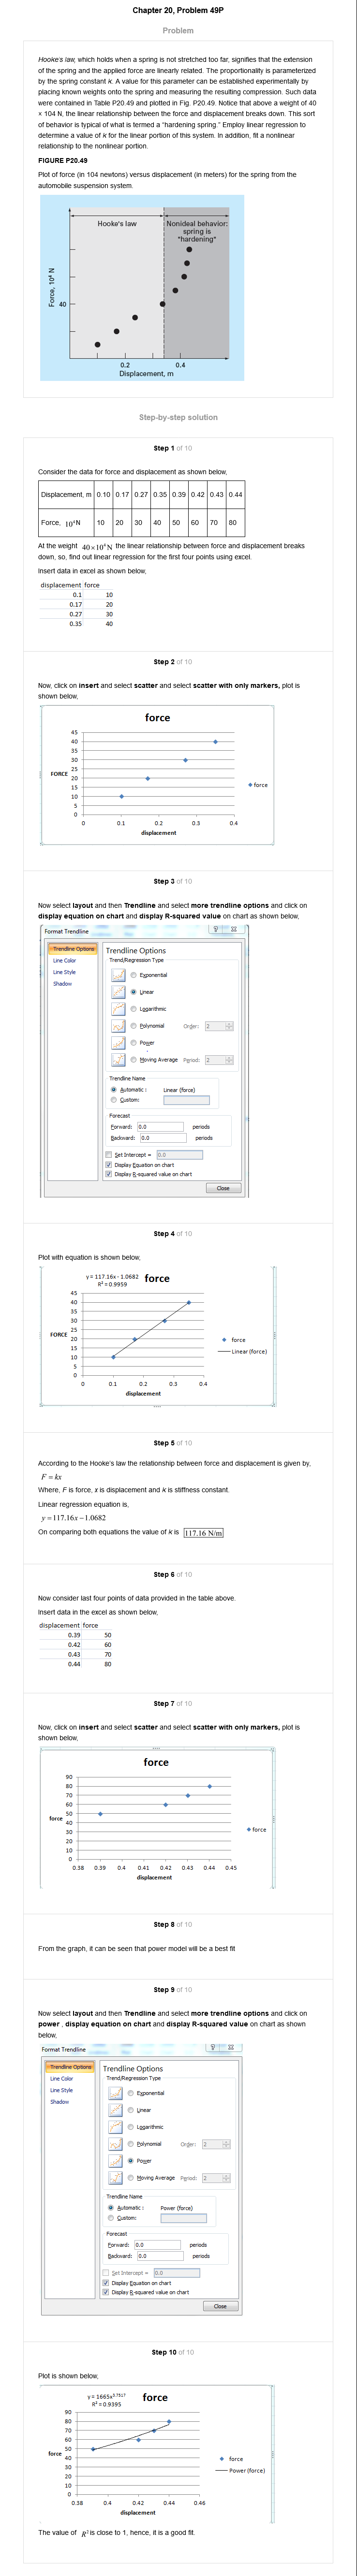 Chapter 20, Problem 49P
Problem
Hooke's law, which holds when a spring is not stretched too far, signifies that the extension
of the spring and the applied force are linearly related. The proportionality is parameterized
by the spring constant k. A value for this parameter can be established experimentally by
placing known weights onto the spring and measuring the resulting compression. Such data
were contained in Table P20.49 and plotted in Fig. P20.49. Notice that above a weight of 40
× 104 N, the linear relationship between the force and displacement breaks down. This sort
of behavior is typical of what is termed a "hardening spring." Employ linear regression to
determine a value of k for the linear portion of this system. In addition, fit a nonlinear
relationship to the nonlinear portion.
FIGURE P20.49
Plot of force (in 104 newtons) versus displacement (in meters) for the spring from the
automobile suspension system.
Hooke's law
Nonideal behavior:
spring is
"hardening"
Force, 10⁴ N
40
0.2
0.4
Displacement, m
Step-by-step solution
Step 1 of 10
Consider the data for force and displacement as shown below,
Displacement, m 0.10 0.17 0.27 0.35 0.39 0.42 0.43 0.44
Force, 10⁴N 10 20 30 40 50 60 70 80
At the weight 40×10⁴N the linear relationship between force and displacement breaks
down, so, find out linear regression for the first four points using excel.
Insert data in excel as shown below,
displacement force
0.1 10
0.17 20
0.27 30
0.35 40
Step 2 of 10
Now, click on insert and select scatter and select scatter with only markers, plot is
shown below,
force
45
40
35
30
25
20
15
10
5
0
FORCE
0 0.1 0.2 0.3 0.4
displacement
force
Step 3 of 10
Now select layout and then Trendline and select more trendline options and click on
display equation on chart and display R-squared value on chart as shown below,
Format Trendline
Trendline Options
Line Color
Line Style
Shadow
Trendline Options
Trend/Regression Type
Exponential
Linear
Logarithmic
Polynomial Order: 2
Power
Moving Average Period: 2
Trendline Name
Automatic : Linear (force)
Custom:
Forecast
Forward: 0.0 periods
Backward: 0.0 periods
Set Intercept = 0.0
Display Equation on chart
Display R-squared value on chart
Close
Step 4 of 10
Plot with equation is shown below,
y = 117.16x - 1.0682
R² = 0.9959
force
45
40
35
30
25
20
15
10
5
0
FORCE
0 0.1 0.2 0.3 0.4
displacement
force
Linear (force)
Step 5 of 10
According to the Hooke's law the relationship between force and displacement is given by,
F = kx
Where, F is force, x is displacement and k is stiffness constant.
Linear regression equation is,
y = 117.16x − 1.0682
On comparing both equations the value of k is 117.16 N/m
Step 6 of 10
Now consider last four points of data provided in the table above.
Insert data in the excel as shown below,
displacement force
0.39 50
0.42 60
0.43 70
0.44 80
Step 7 of 10
Now, click on insert and select scatter and select scatter with only markers, plot is
shown below,
force
90
80
70
60
50
40
30
20
10
0
force
0.38 0.39 0.4 0.41 0.42 0.43 0.44 0.45
displacement
force
Step 8 of 10
From the graph, it can be seen that power model will be a best fit
Step 9 of 10
Now select layout and then Trendline and select more trendline options and click on
power , display equation on chart and display R-squared value on chart as shown
below,
Format Trendline
Trendline Options
Line Color
Line Style
Shadow
Trendline Options
Trend/Regression Type
Exponential
Linear
Logarithmic
Polynomial Order: 2
Power
Moving Average Period: 2
Trendline Name
Automatic : Power (force)
Custom:
Forecast
Forward: 0.0 periods
Backward: 0.0 periods
Set Intercept = 0.0
Display Equation on chart
Display R-squared value on chart
Close
Step 10 of 10
Plot is shown below,
y = 1665x^3.7517
R² = 0.9395
force
90
80
70
60
50
40
30
20
10
0
force
0.38 0.4 0.42 0.44 0.46
displacement
force
Power (force)
The value of R² is close to 1, hence, it is a good fit.